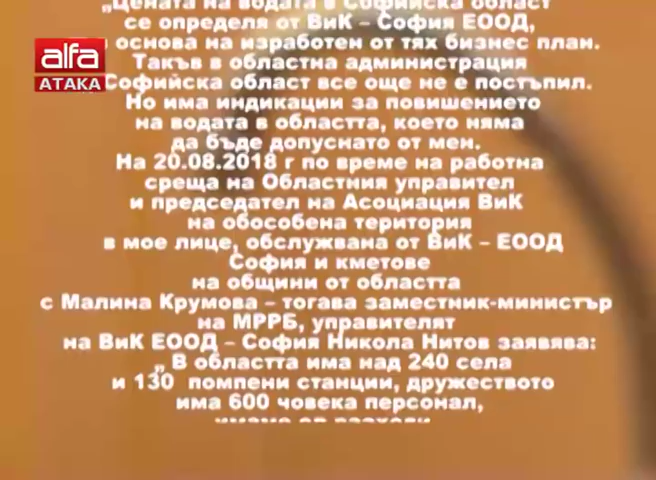 alfa
АТАКА
„Цената на водата в Софийска област
се определя от ВиК – София ЕООД,
основа на изработен от тях бизнес план.
Такъв в областна администрация
Софийска област все още не е постъпил.
Но има индикации за повишението
на водата в областта, което няма
да бъде допуснато от мен.
На 20.08.2018 г по време на работна
среща на Областния управител
и председател на Асоциация ВиК
на обособена територия
в мое лице, обслужвана от ВиК – ЕООД
София и кметове
на общини от областта
с Малина Крумова – тогава заместник-министър
на МРРБ, управителят
на ВиК ЕООД – София Никола Нитов заявява:
„ В областта има над 240 села
и 130 помпени станции, дружеството
има 600 човека персонал,